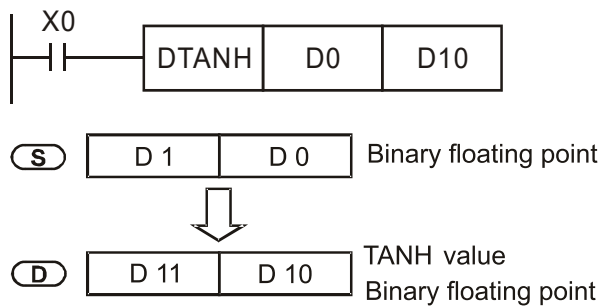 X0
DTANH D0 D10
S D 1 D 0 Binary floating point
D D 11 D 10 TANH value
Binary floating point